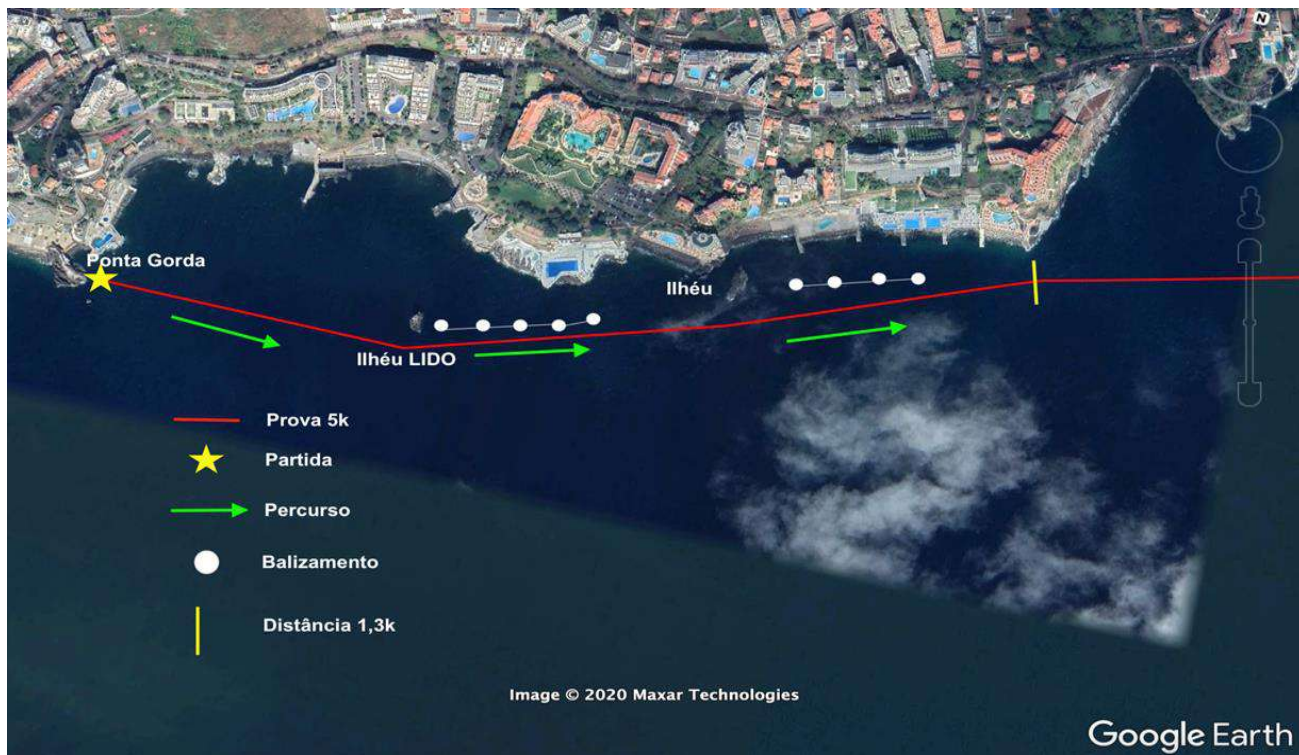 N
Ponta Gorda
Ilhéu
Ilhéu LIDO
Prova 5k
Partida
Percurso
Balizamento
Distância 1,3k
Image © 2020 Maxar Technologies
Google Earth